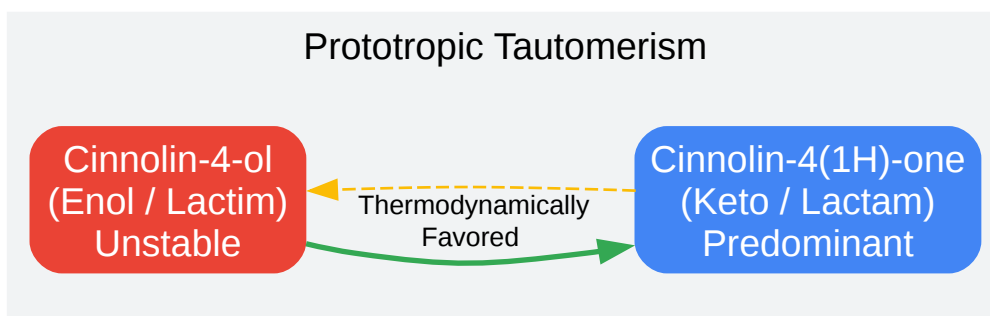 Prototropic Tautomerism
Cinnolin-4-ol
(Enol / Lactim)
Unstable
Thermodynamically
Favored
Cinnolin-4(1H)-one
(Keto / Lactam)
Predominant